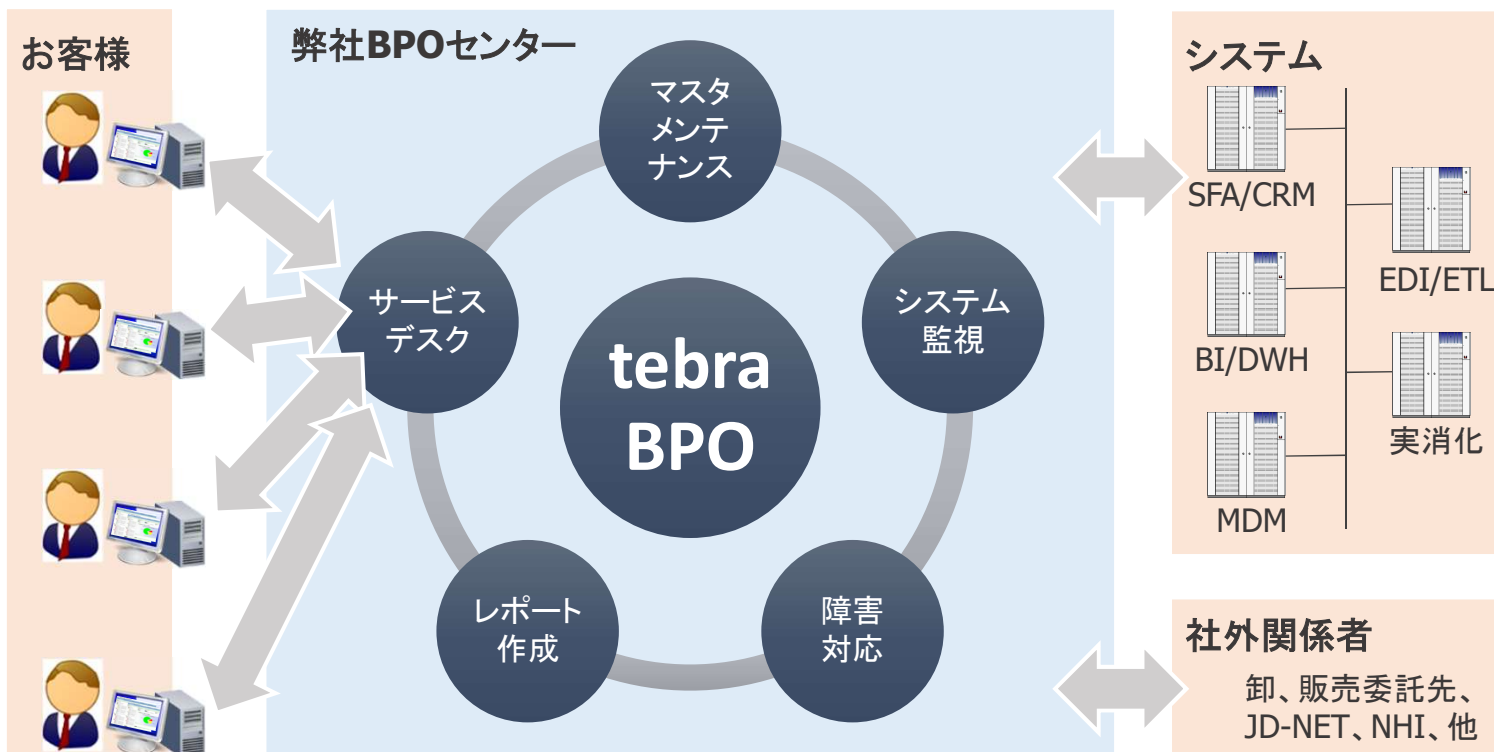 お客様
弊社BPOセンター
マスタ
メンテ
ナンス
サービス
デスク
システム
監視
tebra
BPO
レポート
作成
障害
対応
システム
SFA/CRM
EDI/ETL
BI/DWH
実消化
MDM
社外関係者
卸、販売委託先、
JD-NET、NHI、他